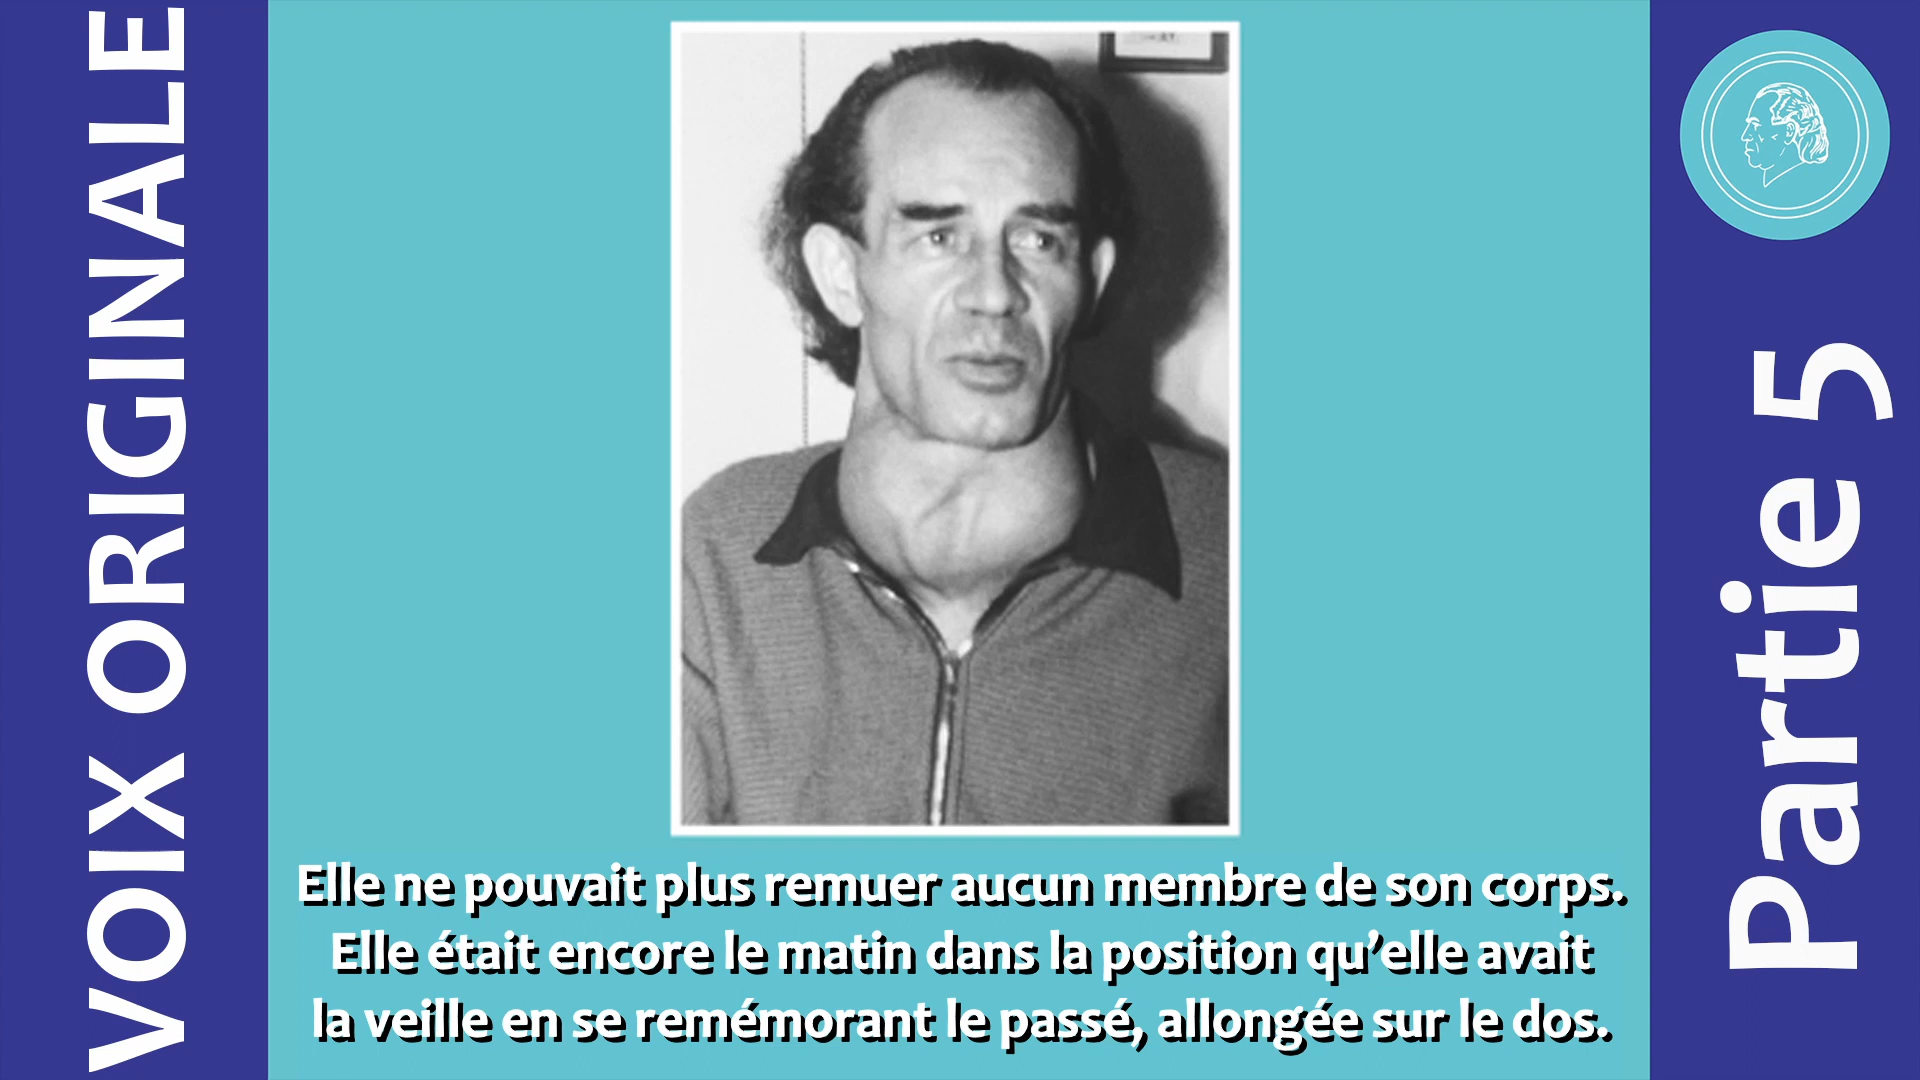 VOIX ORIGINALE
Elle ne pouvait plus remuer aucun membre de son corps.
Elle était encore le matin dans la position qu’elle avait
la veille en se remémorant le passé, allongée sur le dos.
Partie 5